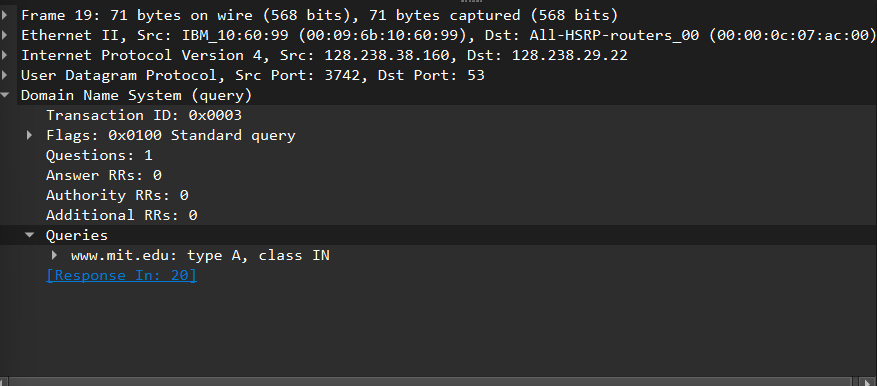 Frame 19: 71 bytes on wire (568 bits), 71 bytes captured (568 bits)
Ethernet II, Src: IBM_10:60:99 (00:09:6b:10:60:99), Dst: All-HSRP-routers_00 (00:00:0c:07:ac:00)
Internet Protocol Version 4, Src: 128.238.38.160, Dst: 128.238.29.22
User Datagram Protocol, Src Port: 3742, Dst Port: 53
Domain Name System (query)
Transaction ID: 0x0003
Flags: 0x0100 Standard query
Questions: 1
Answer RRs: 0
Authority RRs: 0
Additional RRs: 0
Queries
www.mit.edu: type A, class IN
[Response In: 20]